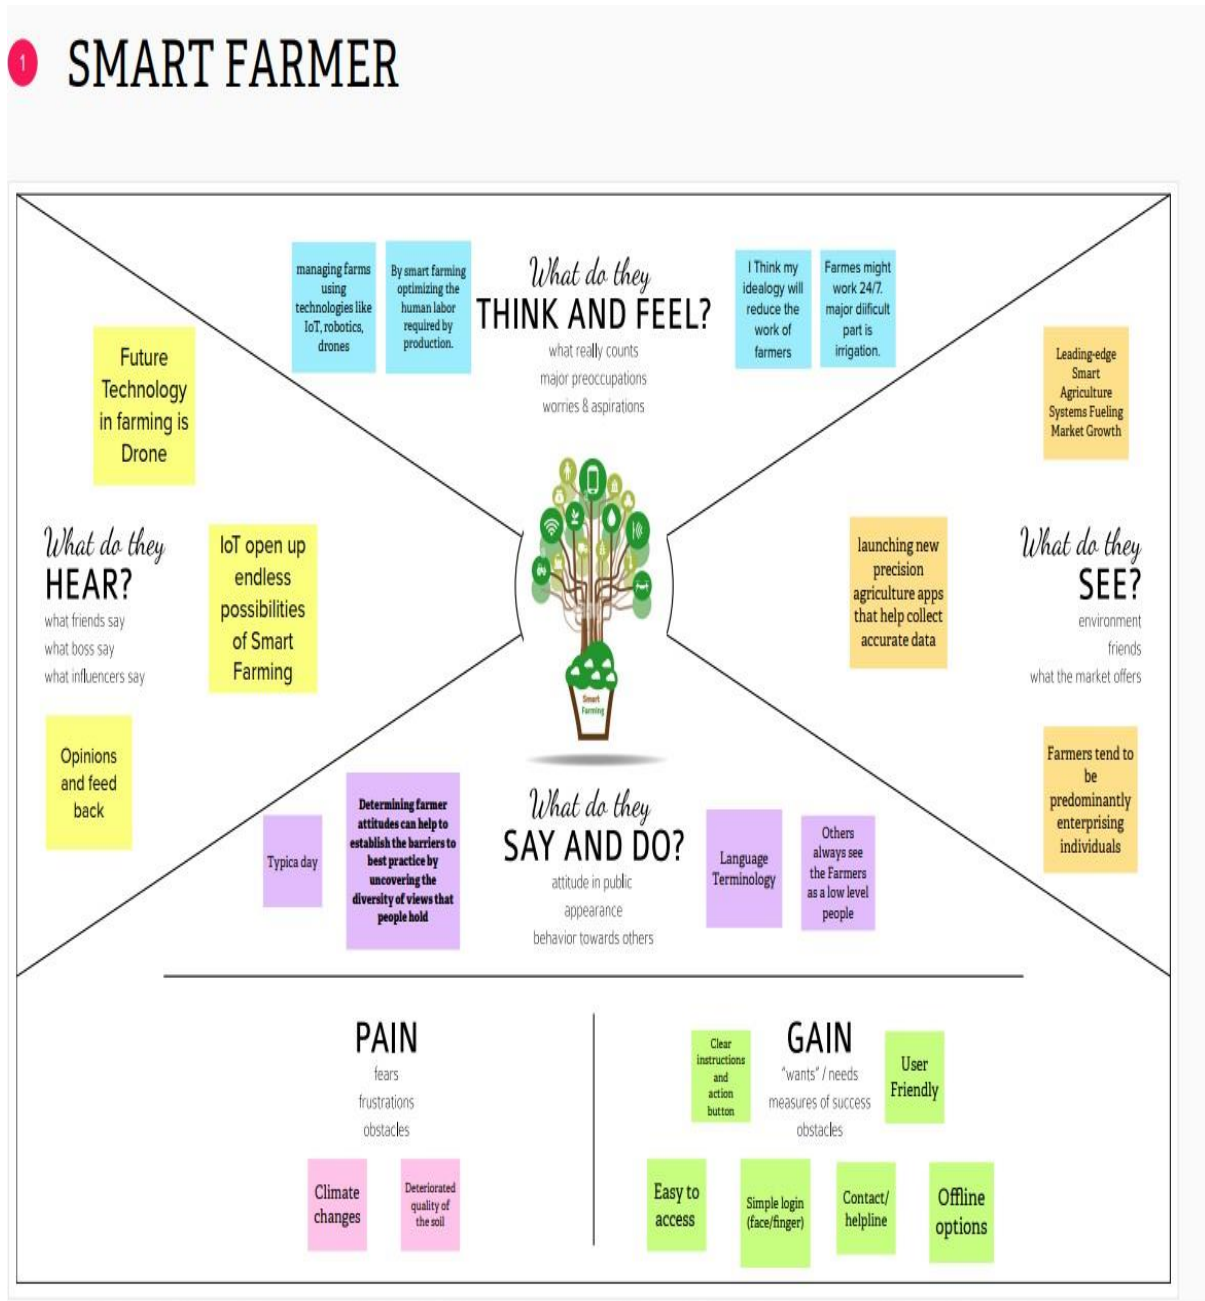 1
SMART FARMER
managing farms
using
technologies like
IoT, robotics,
drones
By smart farming
optimizing the
human labor
required by
production.
What do they
THINK AND FEEL?
what really counts
major preoccupations
worries & aspirations
I Think my
idealogy will
reduce the
work of
farmers
Farmes might
work 24/7.
major diificult
part is
irrigation.
Future
Technology
in farming is
Drone
What do they
HEAR?
what friends say
what boss say
what influencers say
IoT open up
endless
possibilities
of Smart
Farming
Opinions
and feed
back
Smart
Farming
Leading-edge
Smart
Agriculture
Systems Fueling
Market Growth
launching new
precision
agriculture apps
that help collect
accurate data
What do they
SEE?
environment
friends
what the market offers
Farmers tend to
be
predominantly
enterprising
individuals
Typica day
Determining farmer
attitudes can help to
establish the barriers to
best practice by
uncovering the
diversity of views that
people hold
What do they
SAY AND DO?
attitude in public
appearance
behavior towards others
Language
Terminology
Others
always see
the Farmers
as a low level
people
PAIN
fears
frustrations
obstacles
Climate
changes
Deteriorated
quality of
the soil
Clear
instructions
and
action
button
GAIN
"wants" / needs
measures of success
obstacles
User
Friendly
Easy to
access
Simple login
(face/finger)
Contact/
helpline
Offline
options